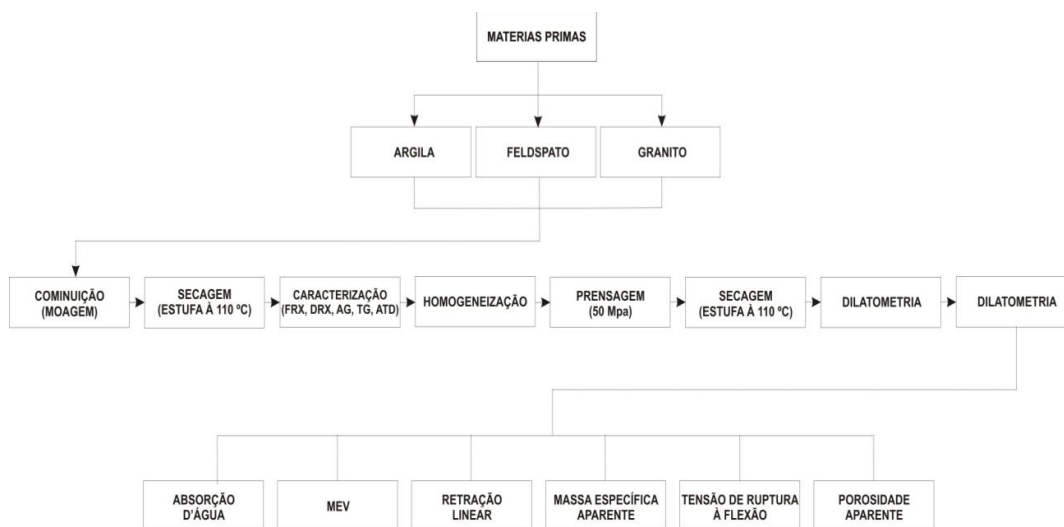 MATERIAS PRIMAS
ARGILA
FELDSPATO
GRANITO
COMINUIÇÃO
(MOAGEM)
SECAGEM
(ESTUFA À 110 ºC)
CARACTERIZAÇÃO
(FRX, DRX, AG, TG, ATD)
HOMOGENEIZAÇÃO
PRENSAGEM
(50 Mpa)
SECAGEM
(ESTUFA À 110 ºC)
DILATOMETRIA
DILATOMETRIA
ABSORÇÃO
D'ÁGUA
MEV
RETRAÇÃO
LINEAR
MASSA ESPECÍFICA
APARENTE
TENSÃO DE RUPTURA
À FLEXÃO
POROSIDADE
APARENTE